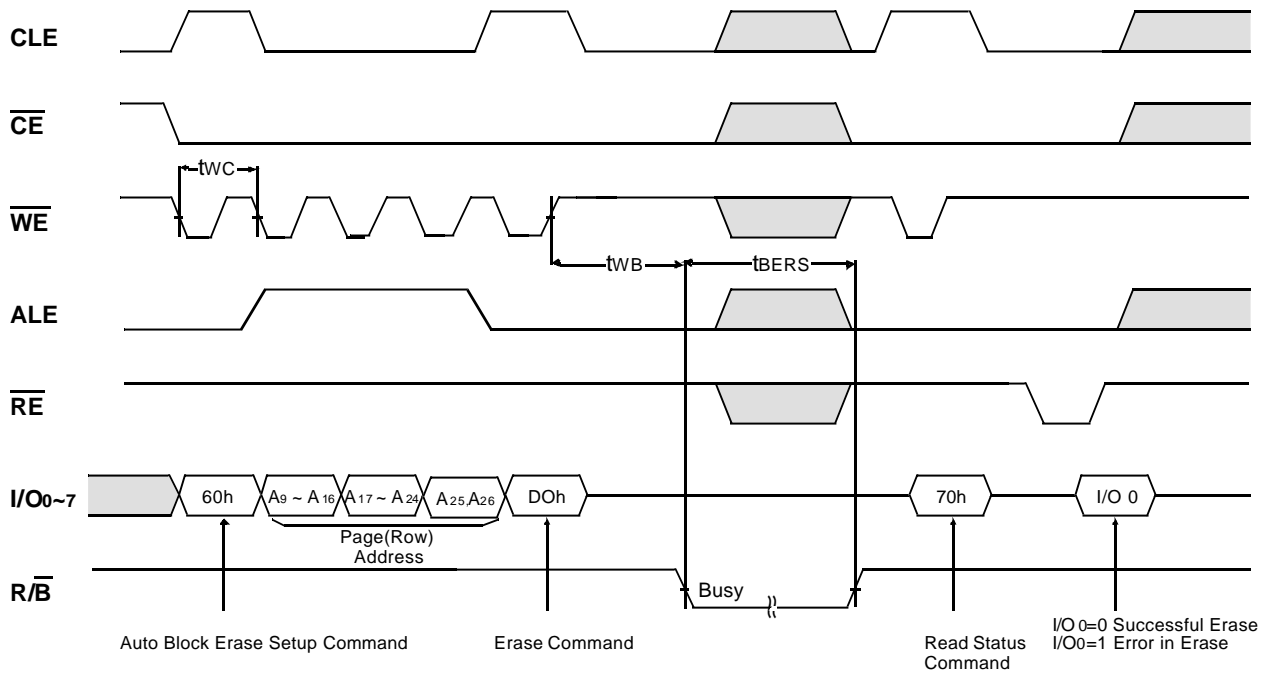 CLE
CE
tWC
WE
tWB
tBERS
ALE
RE
I/O0~7
60h
A9 ~ A16
A17 ~ A24
A25,A26
DOh
70h
I/O 0
Page(Row)
Address
R/B
Busy
Auto Block Erase Setup Command
Erase Command
Read Status
Command
I/O 0=0 Successful Erase
I/O0=1 Error in Erase